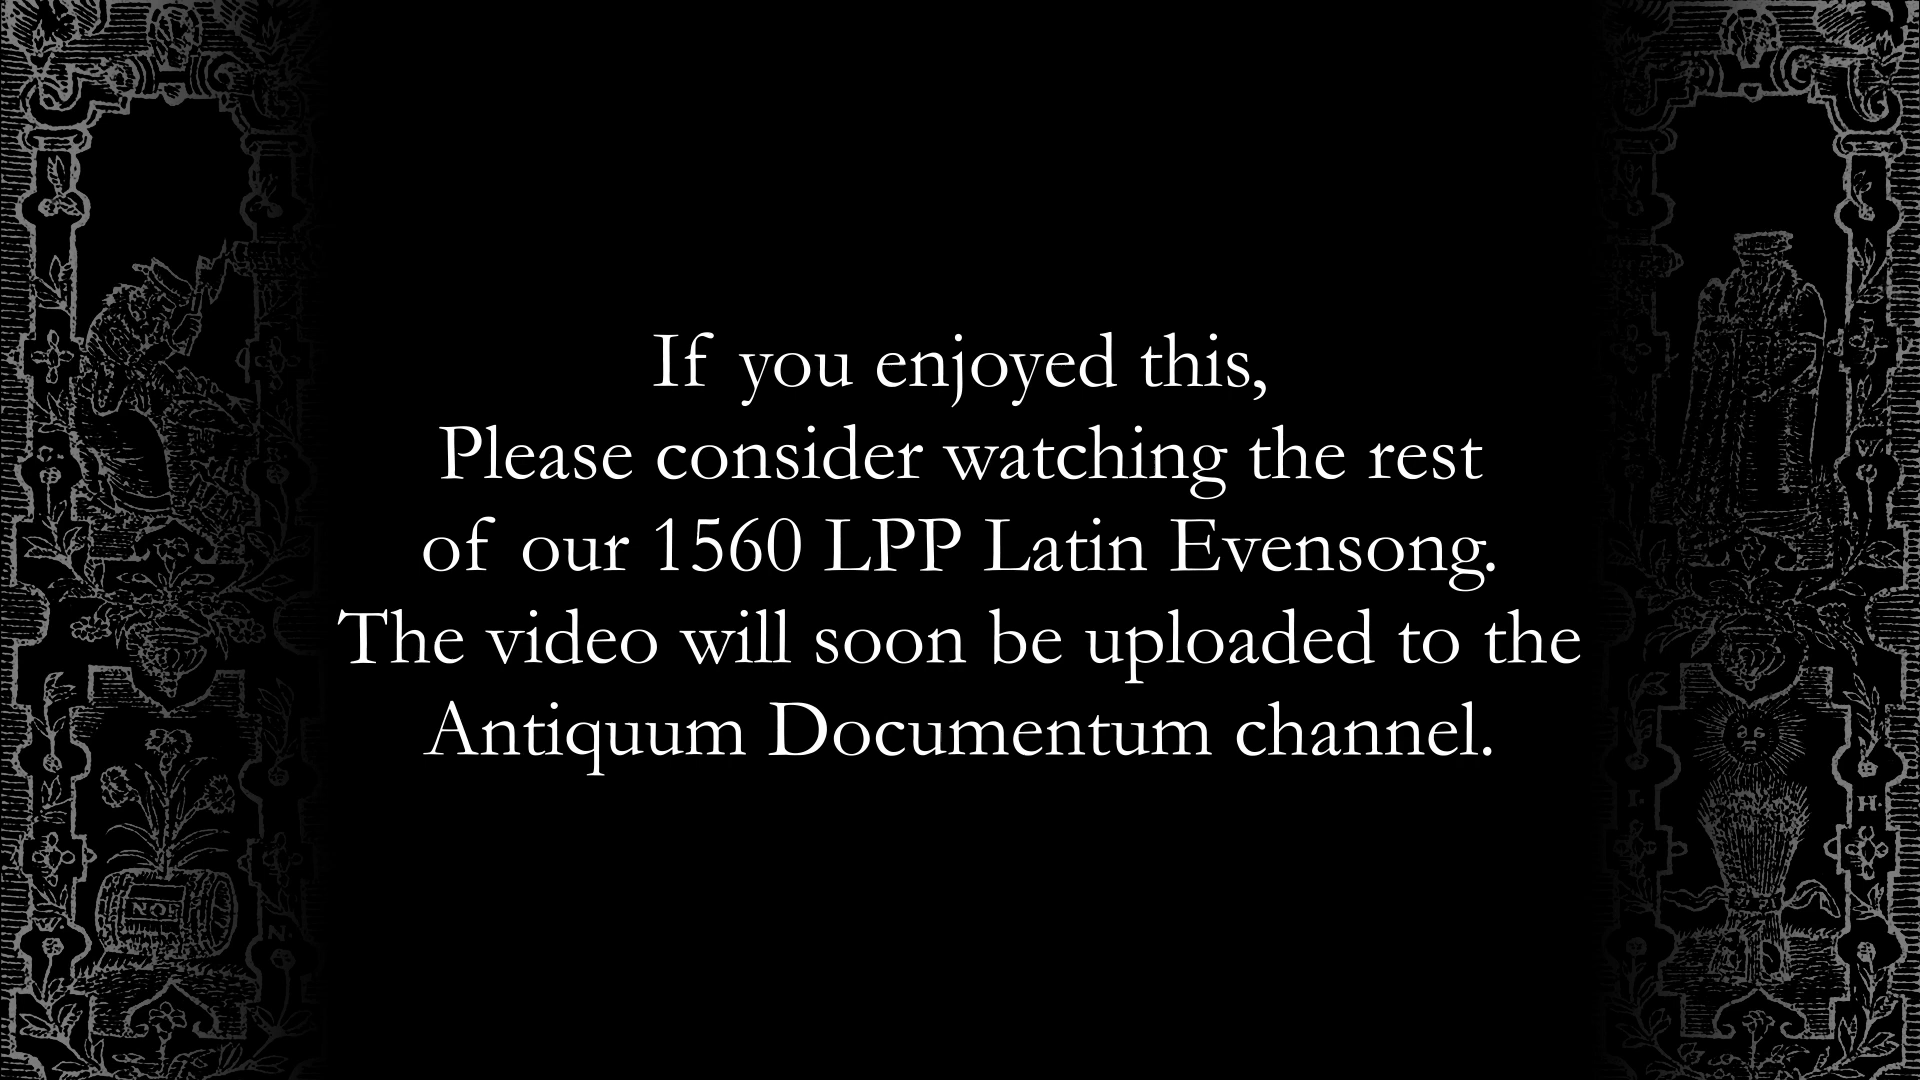 If you enjoyed this,
Please consider watching the rest
of our 1560 LPP Latin Evensong.
The video will soon be uploaded to the
Antiquum Documentum channel.
N.
I.
H.